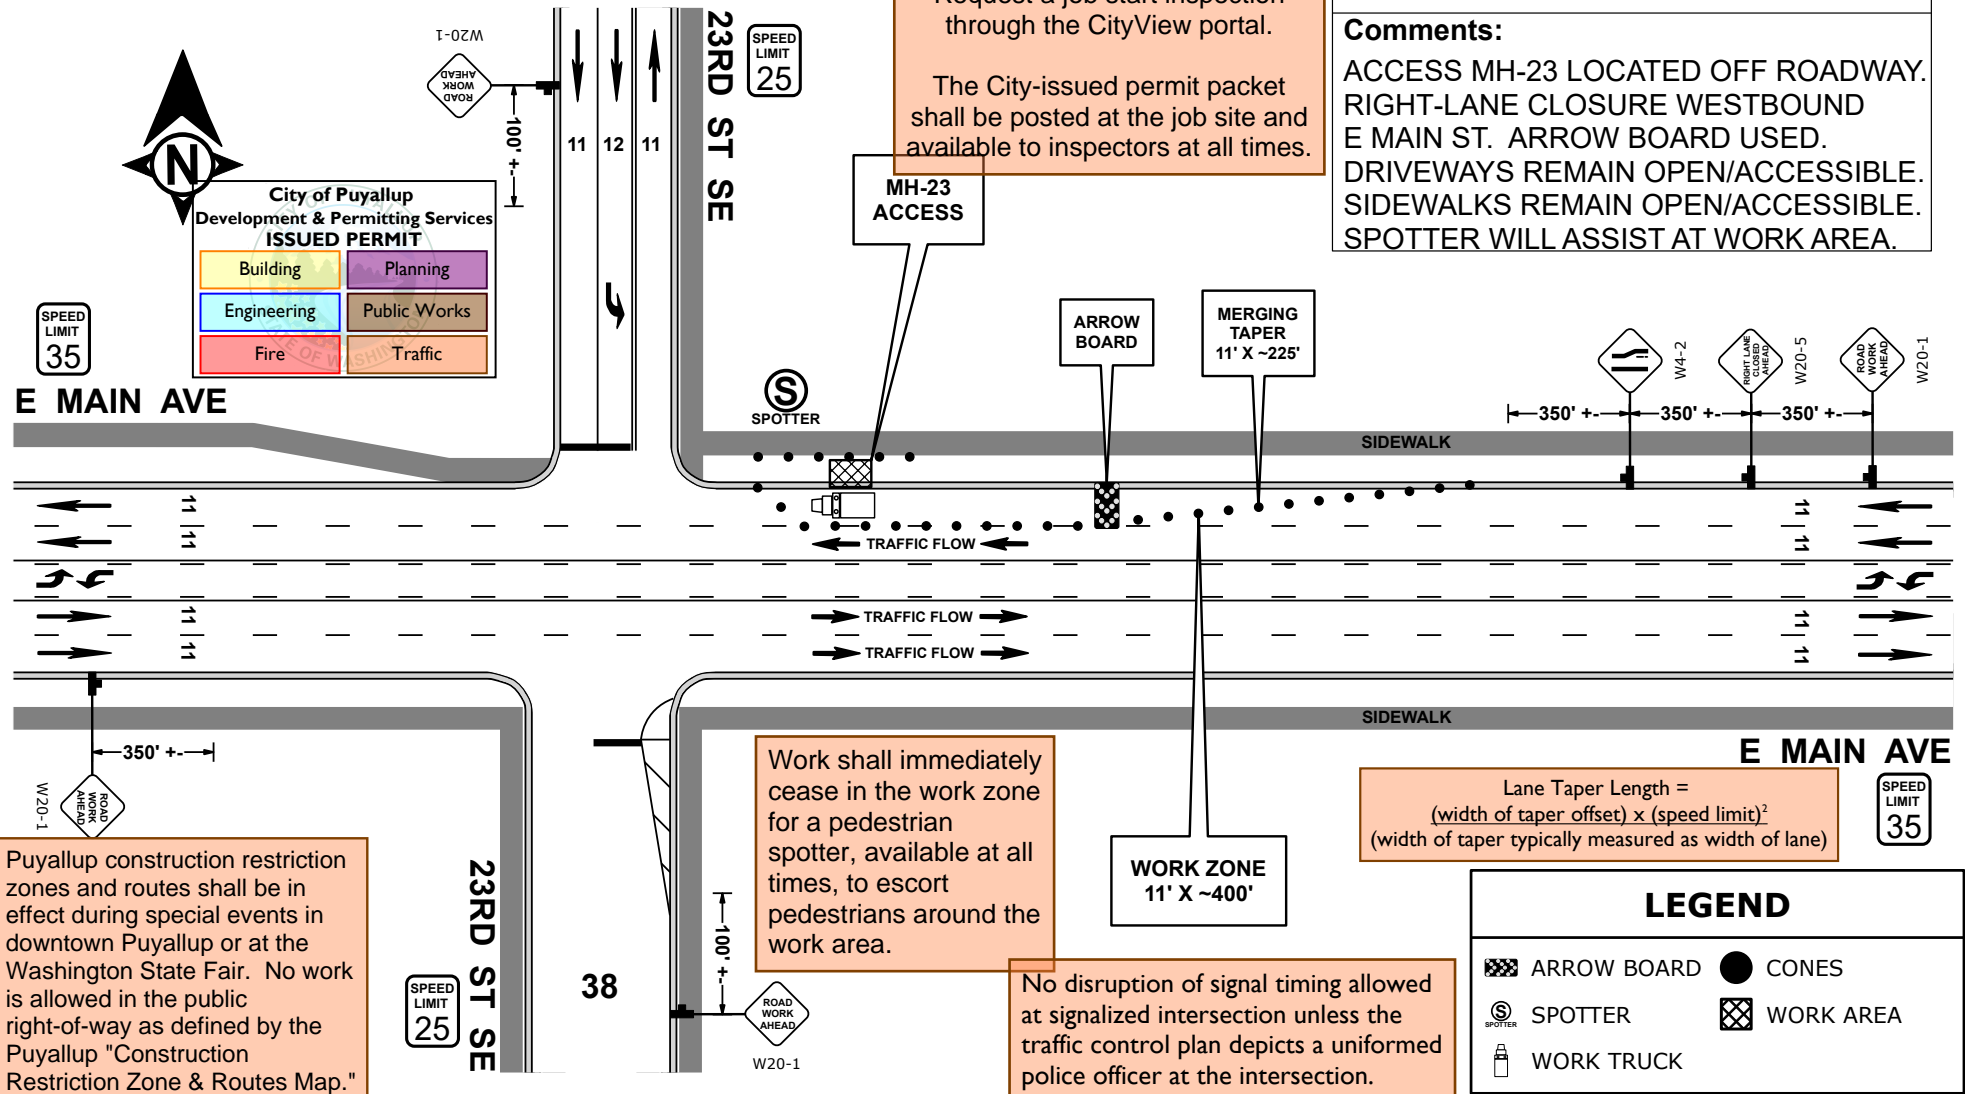 Request a job start inspection
through the CityView portal.
The City-issued permit packet
shall be posted at the job site and
available to inspectors at all times.
Comments:
ACCESS MH-23 LOCATED OFF ROADWAY.
RIGHT-LANE CLOSURE WESTBOUND
E MAIN ST. ARROW BOARD USED.
DRIVEWAYS REMAIN OPEN/ACCESSIBLE.
SIDEWALKS REMAIN OPEN/ACCESSIBLE.
SPOTTER WILL ASSIST AT WORK AREA.
W20-1
ROAD
WORK
AHEAD
100' +-
11
12
11
23RD ST SE
SPEED
LIMIT
25
N
City of Puyallup
Development & Permitting Services
ISSUED PERMIT
Building
Planning
Engineering
Public Works
Fire
Traffic
CITY OF PUYALLUP
STATE OF WASHINGTON
SPEED
LIMIT
35
E MAIN AVE
MH-23
ACCESS
S
SPOTTER
ARROW
BOARD
MERGING
TAPER
11' X ~225'
W4-2
RIGHT LANE
CLOSED
AHEAD
W20-5
ROAD
WORK
AHEAD
W20-1
350' +-
350' +-
350' +-
SIDEWALK
11
11
TRAFFIC FLOW
11
11
TRAFFIC FLOW
11
11
TRAFFIC FLOW
11
11
SIDEWALK
350' +-
W20-1
ROAD
WORK
AHEAD
E MAIN AVE
SPEED
LIMIT
35
Work shall immediately
cease in the work zone
for a pedestrian
spotter, available at all
times, to escort
pedestrians around the
work area.
Lane Taper Length =
(width of taper offset) x (speed limit)²
(width of taper typically measured as width of lane)
WORK ZONE
11' X ~400'
Puyallup construction restriction
zones and routes shall be in
effect during special events in
downtown Puyallup or at the
Washington State Fair. No work
is allowed in the public
right-of-way as defined by the
Puyallup "Construction
Restriction Zone & Routes Map."
23RD ST SE
SPEED
LIMIT
25
38
100' +-
ROAD
WORK
AHEAD
W20-1
No disruption of signal timing allowed
at signalized intersection unless the
traffic control plan depicts a uniformed
police officer at the intersection.
LEGEND
ARROW BOARD
CONES
S
SPOTTER
SPOTTER
WORK AREA
WORK TRUCK